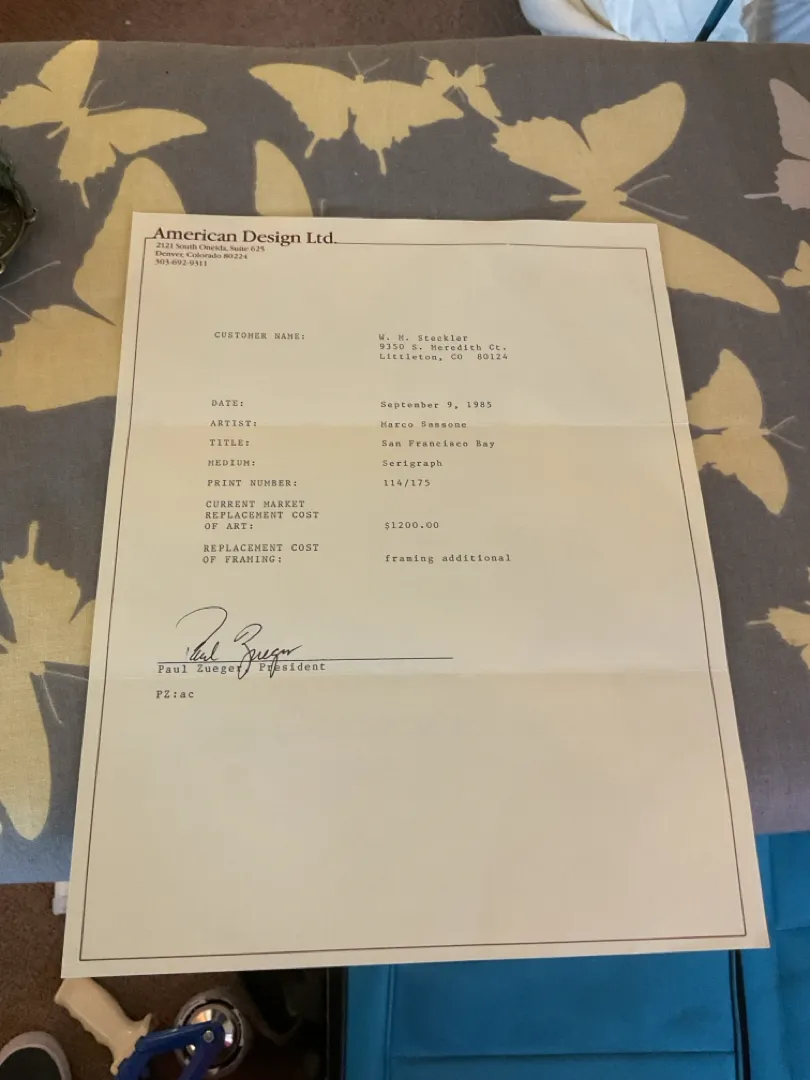 American Design Ltd.
2121 South Oneida, Suite 625
Denver, Colorado 80224
303-692-9311
CUSTOMER NAME: W. M. Steckler
9350 S. Meredith Ct.
Littleton, CO 80124
DATE: September 9, 1985
ARTIST: Marco Sassone
TITLE: San Francisco Bay
MEDIUM: Serigraph
PRINT NUMBER: 114/175
CURRENT MARKET
REPLACEMENT COST
OF ART: $1200.00
REPLACEMENT COST
OF FRAMING: framing additional
Paul Zueger
Paul Zueger, President
PZ:ac